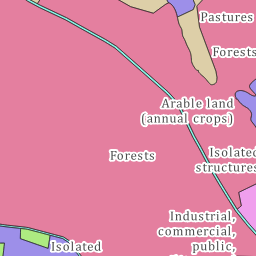 Pastures
Forests
Arable land
(annual crops)
Forests
Isolated
structures
Industrial,
commercial,
public,
Isolated